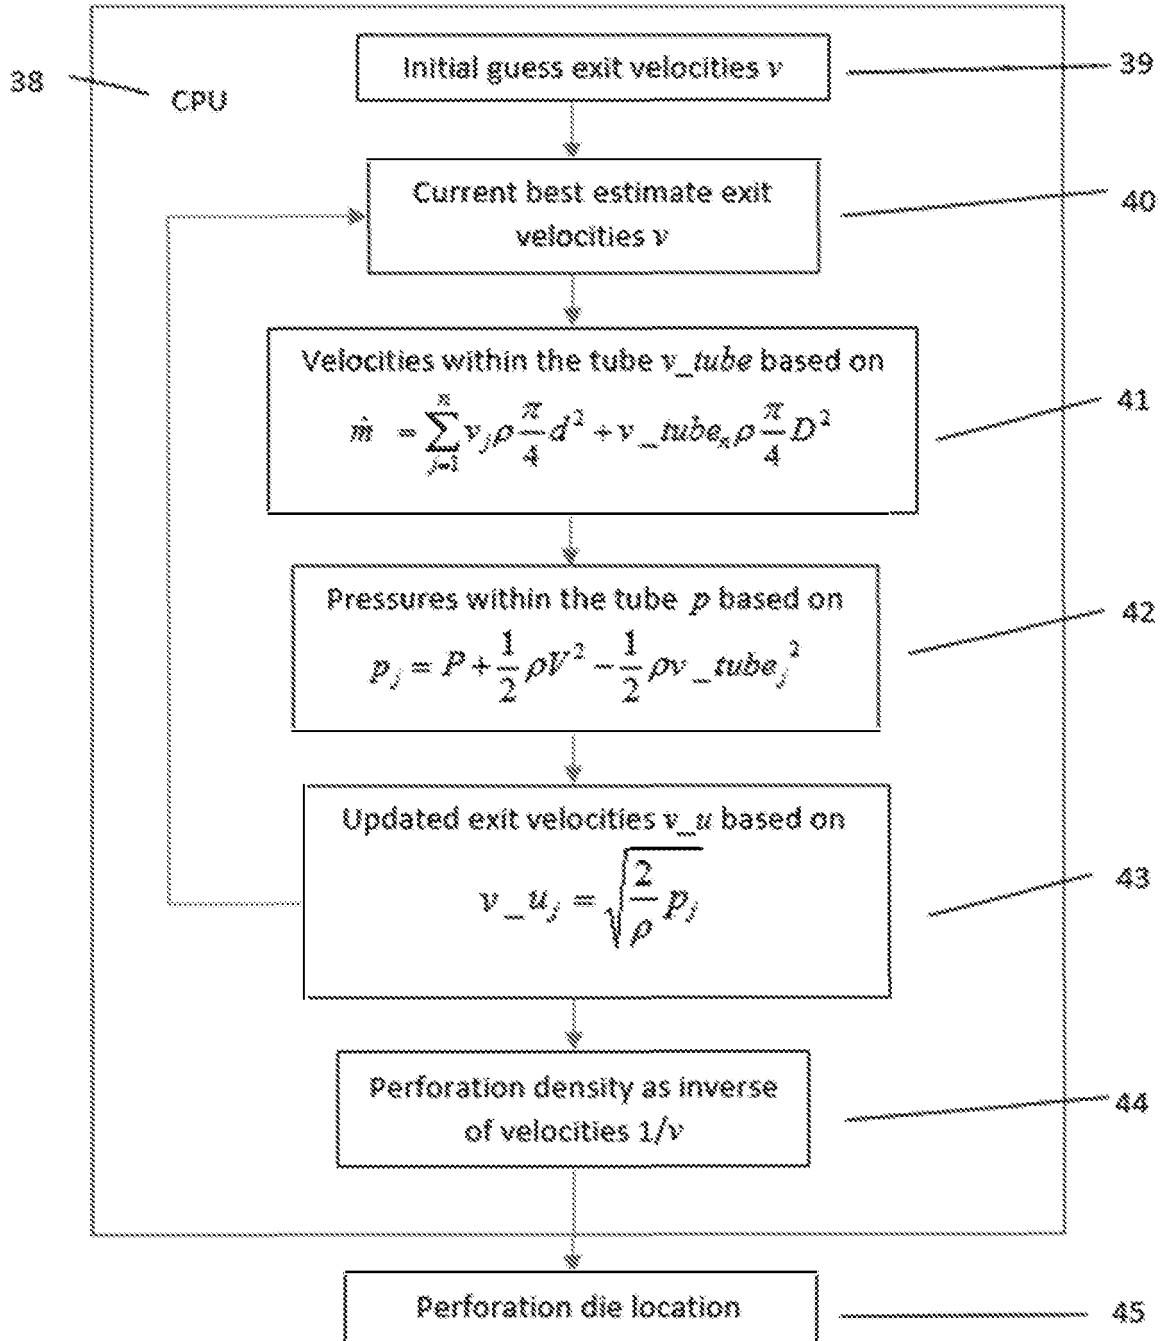 38
CPU
Initial guess exit velocities v
39
Current best estimate exit
velocities v
40
Velocities within the tube v_tube based on
ṁ = ∑_{j=1}^{n} v_j ρ π/4 d² + v_tube_n ρ π/4 D²
41
Pressures within the tube p based on
p_j = P + 1/2 ρV² − 1/2 ρv_tube_j²
42
Updated exit velocities v_u based on
v_u_j = √(2/ρ p_j)
43
Perforation density as inverse
of velocities 1/v
44
Perforation die location
45